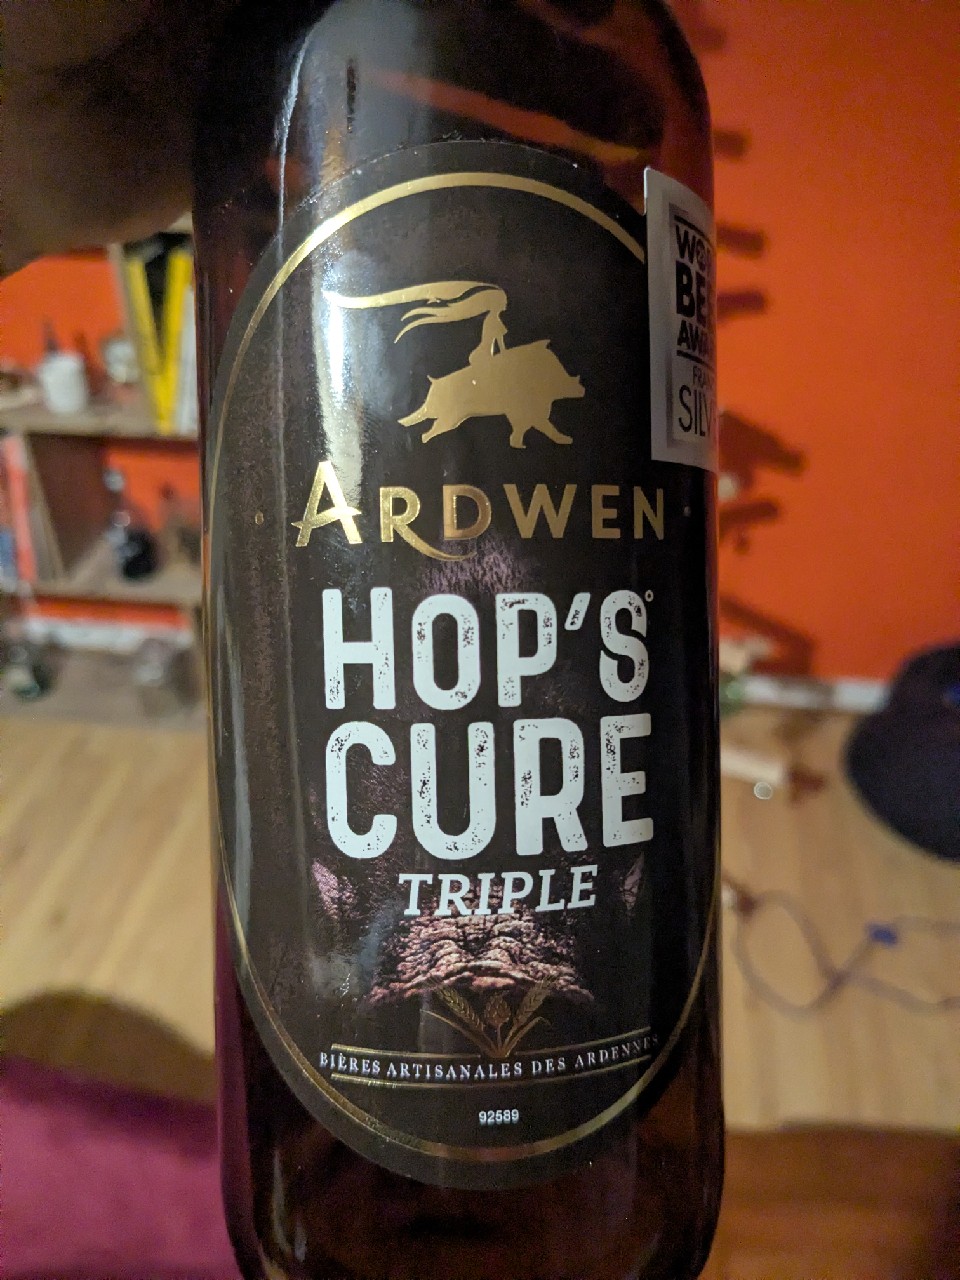 ARDWEN
HOP'S
CURE
TRIPLE
BIÈRES ARTISANALES DES ARDENNES
92589